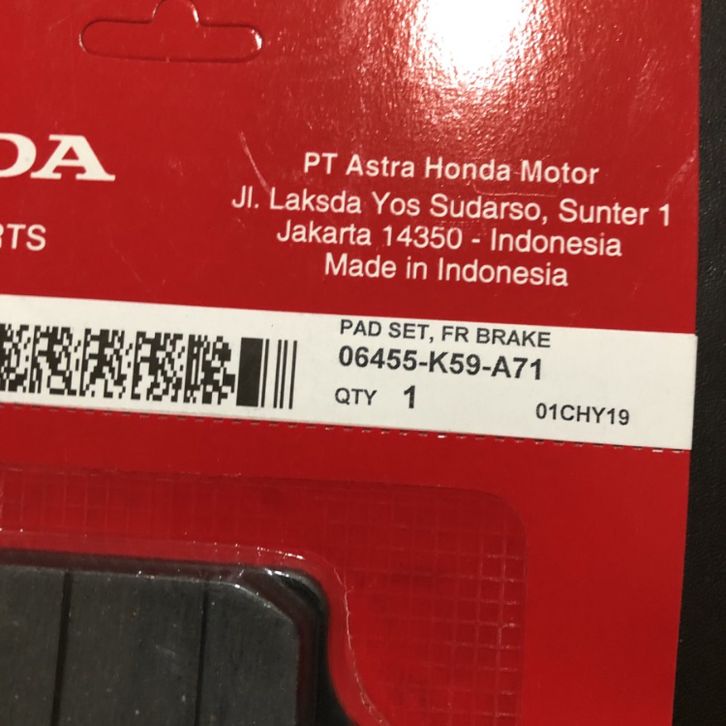 DA
RTS
PT Astra Honda Motor
Jl. Laksda Yos Sudarso, Sunter 1
Jakarta 14350 - Indonesia
Made in Indonesia
PAD SET, FR BRAKE
06455-K59-A71
QTY 1
01CHY19